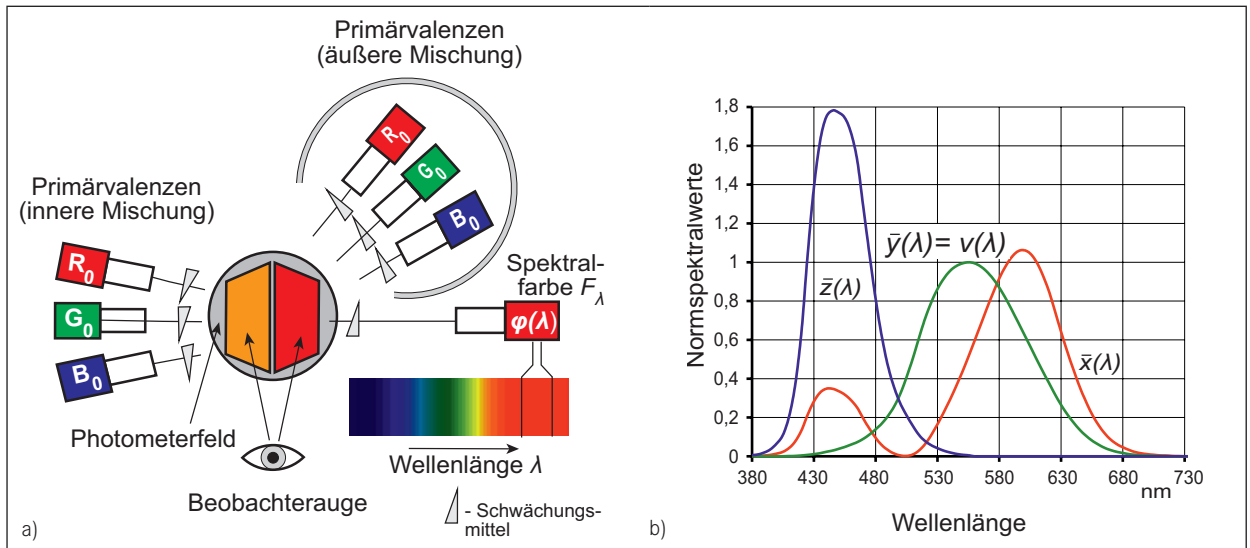 Primärvalenzen
(äußere Mischung)
R₀
G₀
B₀
Primärvalenzen
(innere Mischung)
R₀
G₀
B₀
Spektral-
farbe F̄λ
φ(λ)
Photometerfeld
Wellenlänge λ
Beobachterauge
- Schwächungs-
mittel
a)
b)
Normspektralwerte
1,8
1,6
1,4
1,2
1
0,8
0,6
0,4
0,2
0
ȳ(λ) = v(λ)
z̄(λ)
x̄(λ)
380 430 480 530 580 630 680 730
nm
Wellenlänge